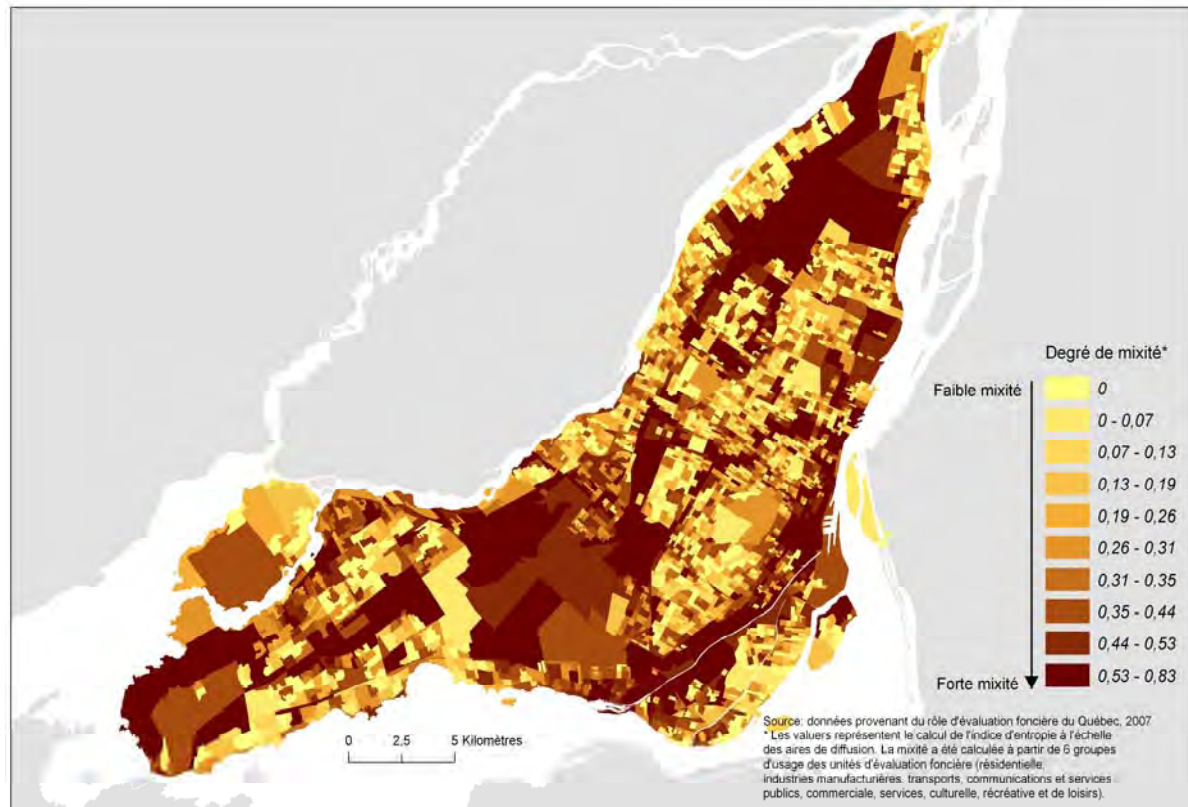 Degré de mixité*
Faible mixité
0
0 - 0,07
0,07 - 0,13
0,13 - 0,19
0,19 - 0,26
0,26 - 0,31
0,31 - 0,35
0,35 - 0,44
0,44 - 0,53
0,53 - 0,83
Forte mixité
0 2,5 5 Kilomètres
Source: données provenant du rôle d'évaluation foncière du Québec, 2007
* Les valuers représentent le calcul de l'indice d'entropie à l'échelle
des aires de diffusion. La mixité a été calculée à partir de 6 groupes
d'usage des unités d'évaluation foncière (résidentielle,
industries manufacturières. transports, communications et services
publics, commerciale, services, culturelle, récréative et de loisirs).